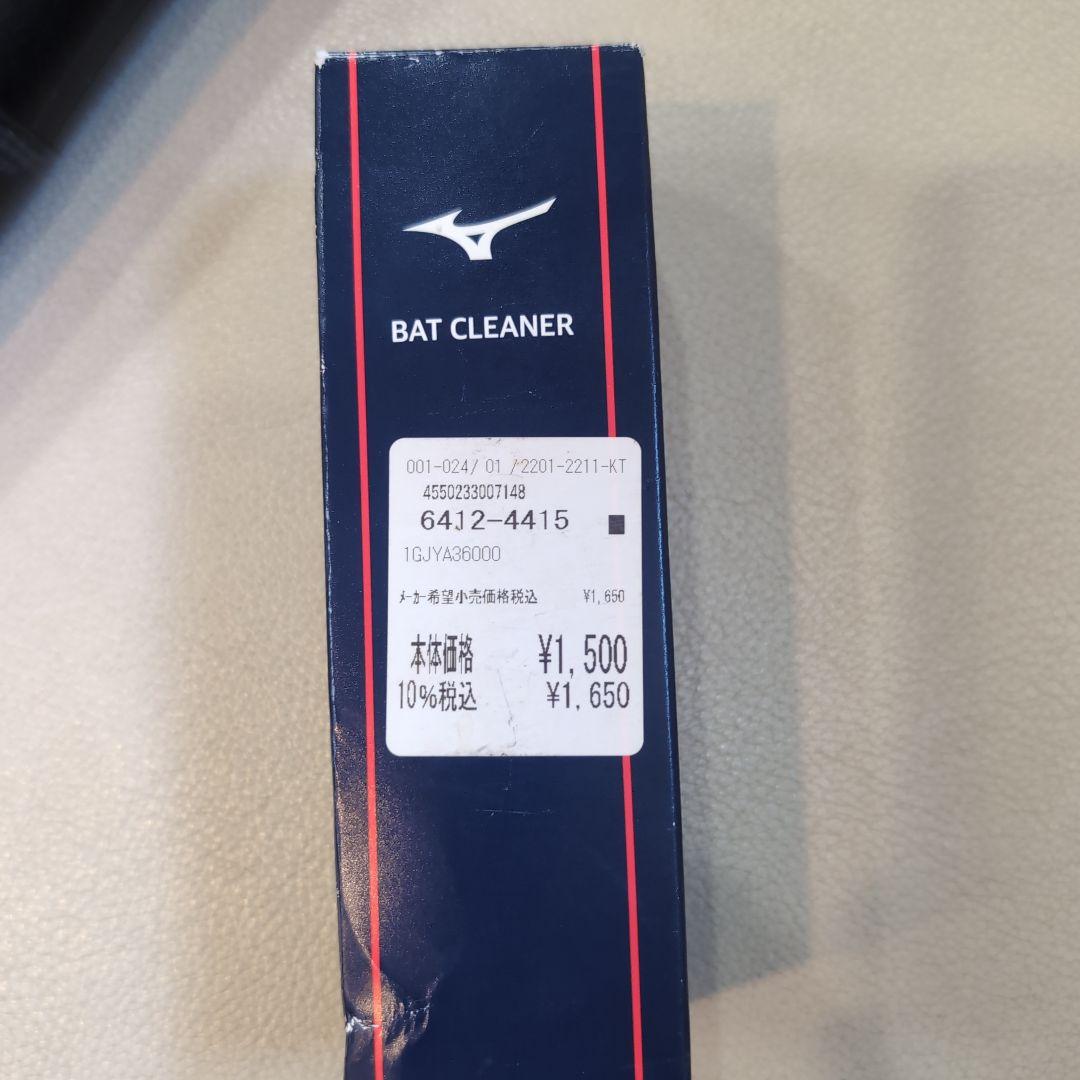 BAT CLEANER
001-024/ 01 /2201-2211-KT
4550233007148
6412-4415 ■
1GJYA36000
ﾒｰｶｰ希望小売価格税込 ¥1,650
本体価格 ¥1,500
10%税込 ¥1,650